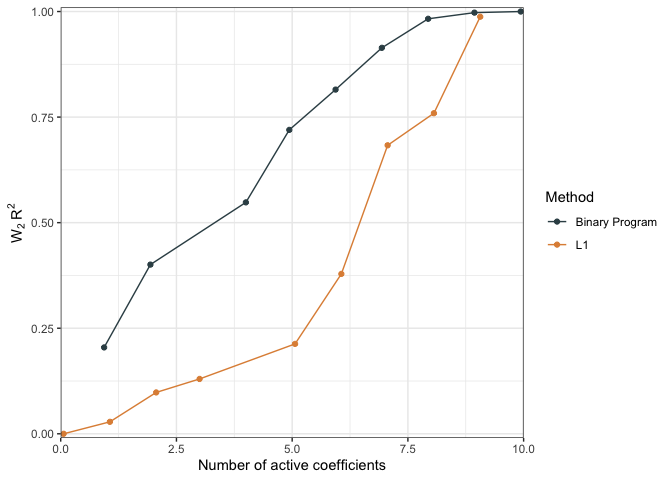 1.00
0.75
0.50
0.25
0.00
W₂ R²
0.0 2.5 5.0 7.5 10.0
Number of active coefficients
Method
Binary Program
L1